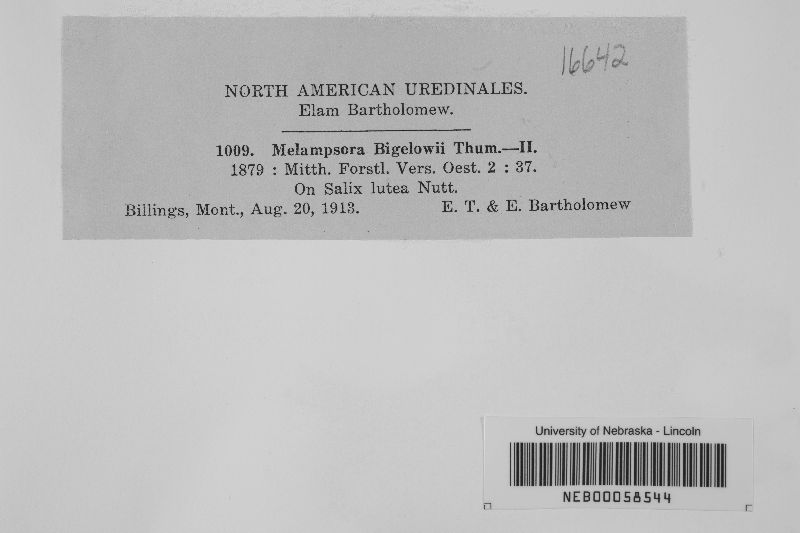 16642
NORTH AMERICAN UREDINALES.
Elam Bartholomew.
1009. Melampsora Bigelowii Thum.—II.
1879 : Mitth. Forstl. Vers. Oest. 2 : 37.
On Salix lutea Nutt.
Billings, Mont., Aug. 20, 1913. E. T. & E. Bartholomew
University of Nebraska - Lincoln
NEB00058544